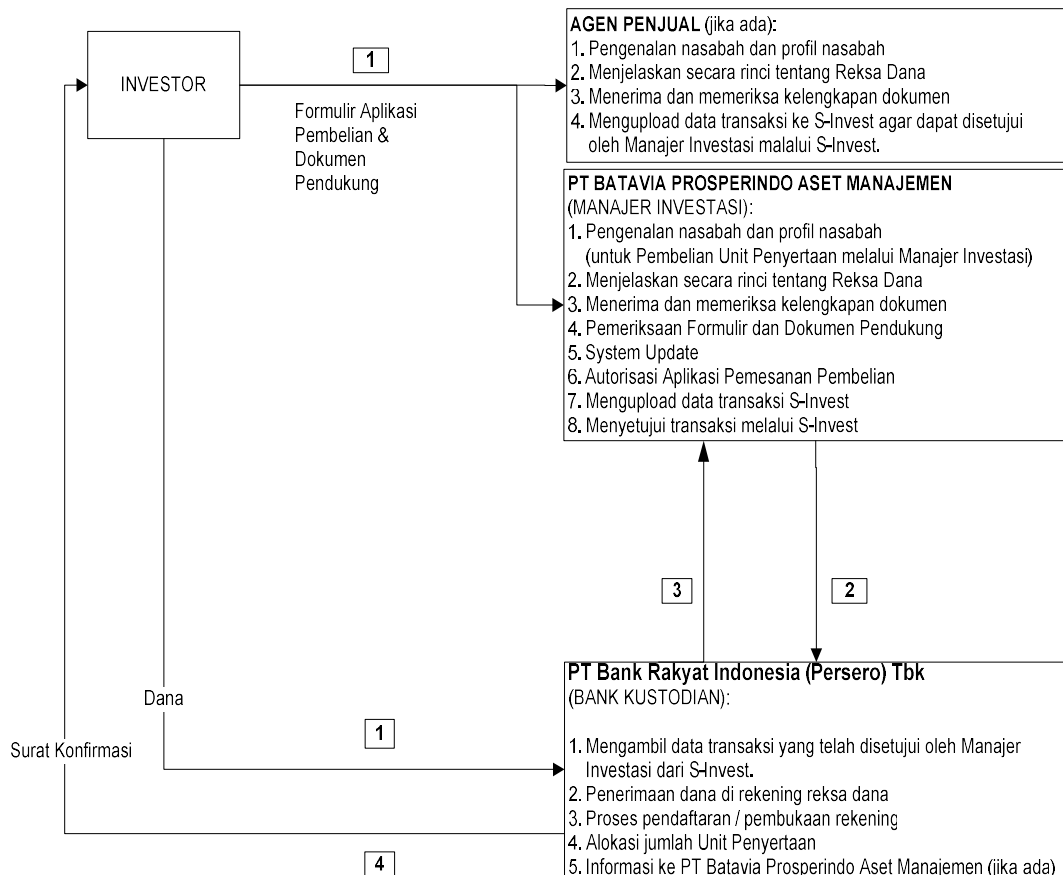 INVESTOR
1
Formulir Aplikasi
Pembelian &
Dokumen
Pendukung
AGEN PENJUAL (jika ada):
1. Pengenalan nasabah dan profil nasabah
2. Menjelaskan secara rinci tentang Reksa Dana
3. Menerima dan memeriksa kelengkapan dokumen
4. Mengupload data transaksi ke S-Invest agar dapat disetujui
oleh Manajer Investasi malalui S-Invest.
PT BATAVIA PROSPERINDO ASET MANAJEMEN
(MANAJER INVESTASI):
1. Pengenalan nasabah dan profil nasabah
(untuk Pembelian Unit Penyertaan melalui Manajer Investasi)
2. Menjelaskan secara rinci tentang Reksa Dana
3. Menerima dan memeriksa kelengkapan dokumen
4. Pemeriksaan Formulir dan Dokumen Pendukung
5. System Update
6. Autorisasi Aplikasi Pemesanan Pembelian
7. Mengupload data transaksi S-Invest
8. Menyetujui transaksi melalui S-Invest
3
2
Dana
1
Surat Konfirmasi
4
PT Bank Rakyat Indonesia (Persero) Tbk
(BANK KUSTODIAN):
1. Mengambil data transaksi yang telah disetujui oleh Manajer
Investasi dari S-Invest.
2. Penerimaan dana di rekening reksa dana
3. Proses pendaftaran / pembukaan rekening
4. Alokasi jumlah Unit Penyertaan
5. Informasi ke PT Batavia Prosperindo Aset Manajemen (jika ada)